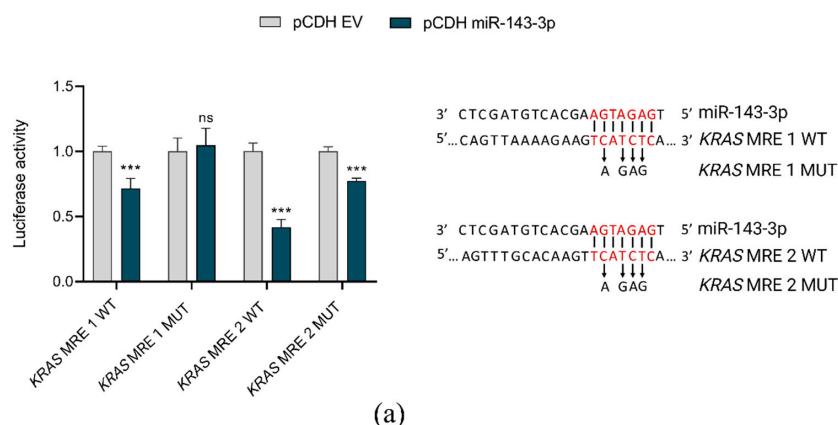 pCDH EV pCDH miR-143-3p
Luciferase activity
1.5
1.0
0.5
0.0
***
ns
***
***
KRAS MRE 1 WT
KRAS MRE 1 MUT
KRAS MRE 2 WT
KRAS MRE 2 MUT
3′ CTCGATGTCACGAAGTAGAGT 5′ miR-143-3p
5′...CAGTTAAAAGAAGTCATCTCA... 3′ KRAS MRE 1 WT
A GAG KRAS MRE 1 MUT
3′ CTCGATGTCACGAAGTAGAGT 5′ miR-143-3p
5′... AGTTTGCACAAGTTCATCTCA... 3′ KRAS MRE 2 WT
A GAG KRAS MRE 2 MUT
(a)